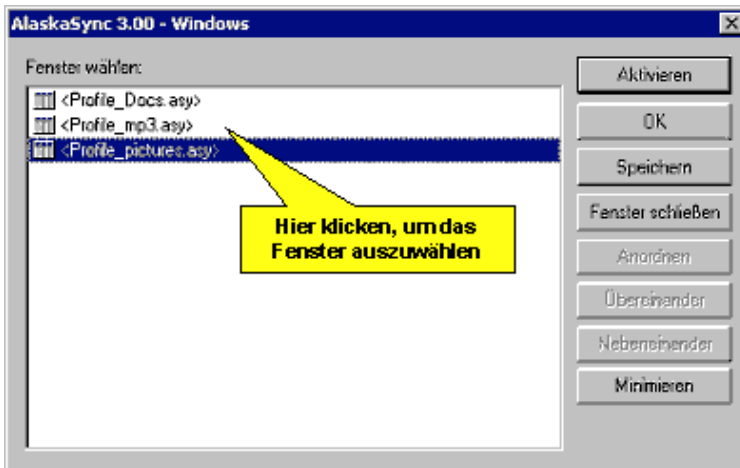 AlaskaSync 3.00 - Windows
Fenster wählen:
<Profile_Docs.asy>
<Profile_mp3.asy>
<Profile_pictures.asy>
Hier klicken, um das
Fenster auszuwählen
Aktivieren
OK
Speichern
Fenster schließen
Anordnen
Übereinander
Nebeneinander
Minimieren